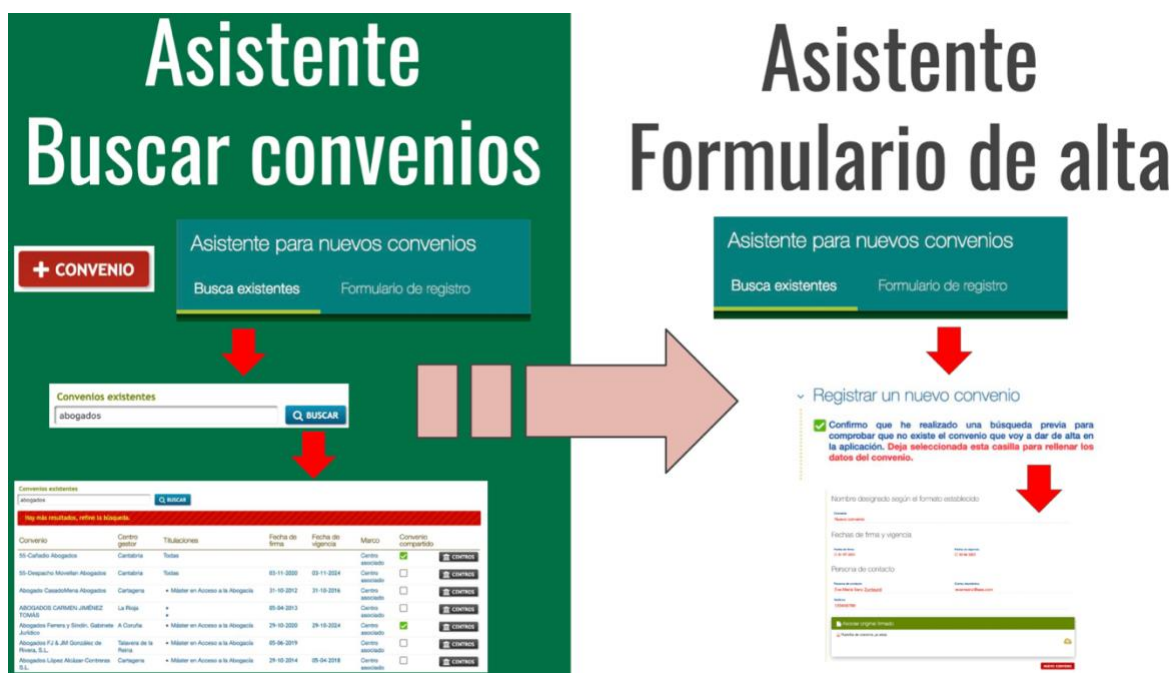 Asistente
Buscar convenios
+ CONVENIO
Asistente para nuevos convenios
Busca existentes Formulario de registro
Convenios existentes
abogados BUSCAR
Convenios existentes
abogados BUSCAR
Hay más resultados, refine la búsqueda.
Convenio Centro gestor Titulaciones Fecha de firma Fecha de vigencia Marco Convenio compartido
55-Cañadio Abogados Cantabria Todas Centro asociado CENTROS
55-Despacho Movellan Abogados Cantabria Todas 03-11-2020 03-11-2024 Centro asociado CENTROS
Abogado CasadoMena Abogados Cartagena • Máster en Acceso a la Abogacía 31-10-2012 31-10-2016 Centro asociado CENTROS
ABOGADOS CARMEN JIMÉNEZ TOMÁS La Rioja • • 05-04-2013 Centro asociado CENTROS
Abogados Ferrera y Sindín, Gabinete Jurídico A Coruña • Máster en Acceso a la Abogacía 29-10-2020 29-10-2024 Centro asociado CENTROS
Abogados FJ & JM González de Rivera, S.L. Talavera de la Reina • Máster en Acceso a la Abogacía 05-06-2019 Centro asociado CENTROS
Abogados López Alcázar Contreras S.L. Cartagena • Máster en Acceso a la Abogacía 29-10-2014 05-04-2018 Centro asociado CENTROS
Asistente
Formulario de alta
Asistente para nuevos convenios
Busca existentes Formulario de registro
Registrar un nuevo convenio
Confirmo que he realizado una búsqueda previa para
comprobar que no existe el convenio que voy a dar de alta en
la aplicación. Deja seleccionada esta casilla para rellenar los
datos del convenio.
Nombre designado según el formato establecido
Nuevo convenio
Fechas de firma y vigencia
Persona de contacto